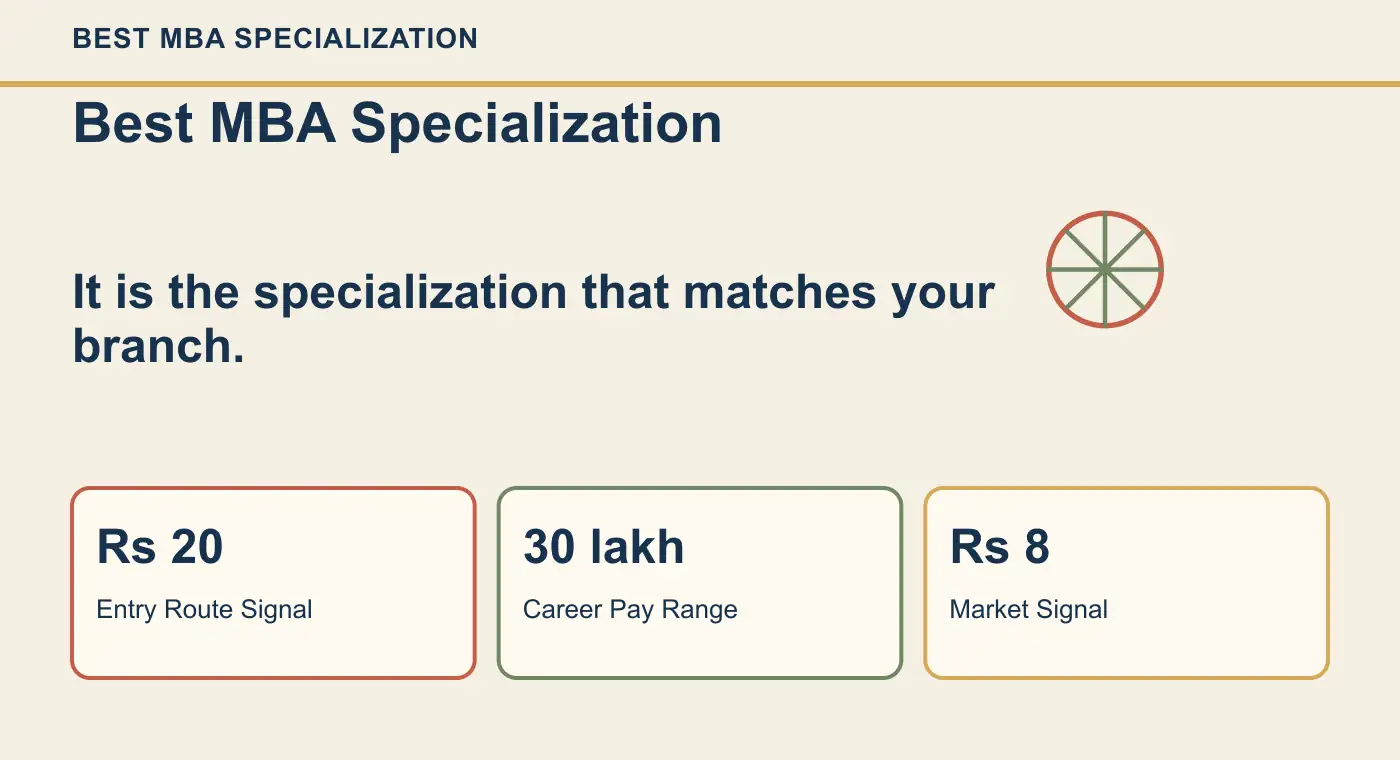 BEST MBA SPECIALIZATION
Best MBA Specialization
It is the specialization that matches your
branch.
Rs 20
Entry Route Signal
30 lakh
Career Pay Range
Rs 8
Market Signal